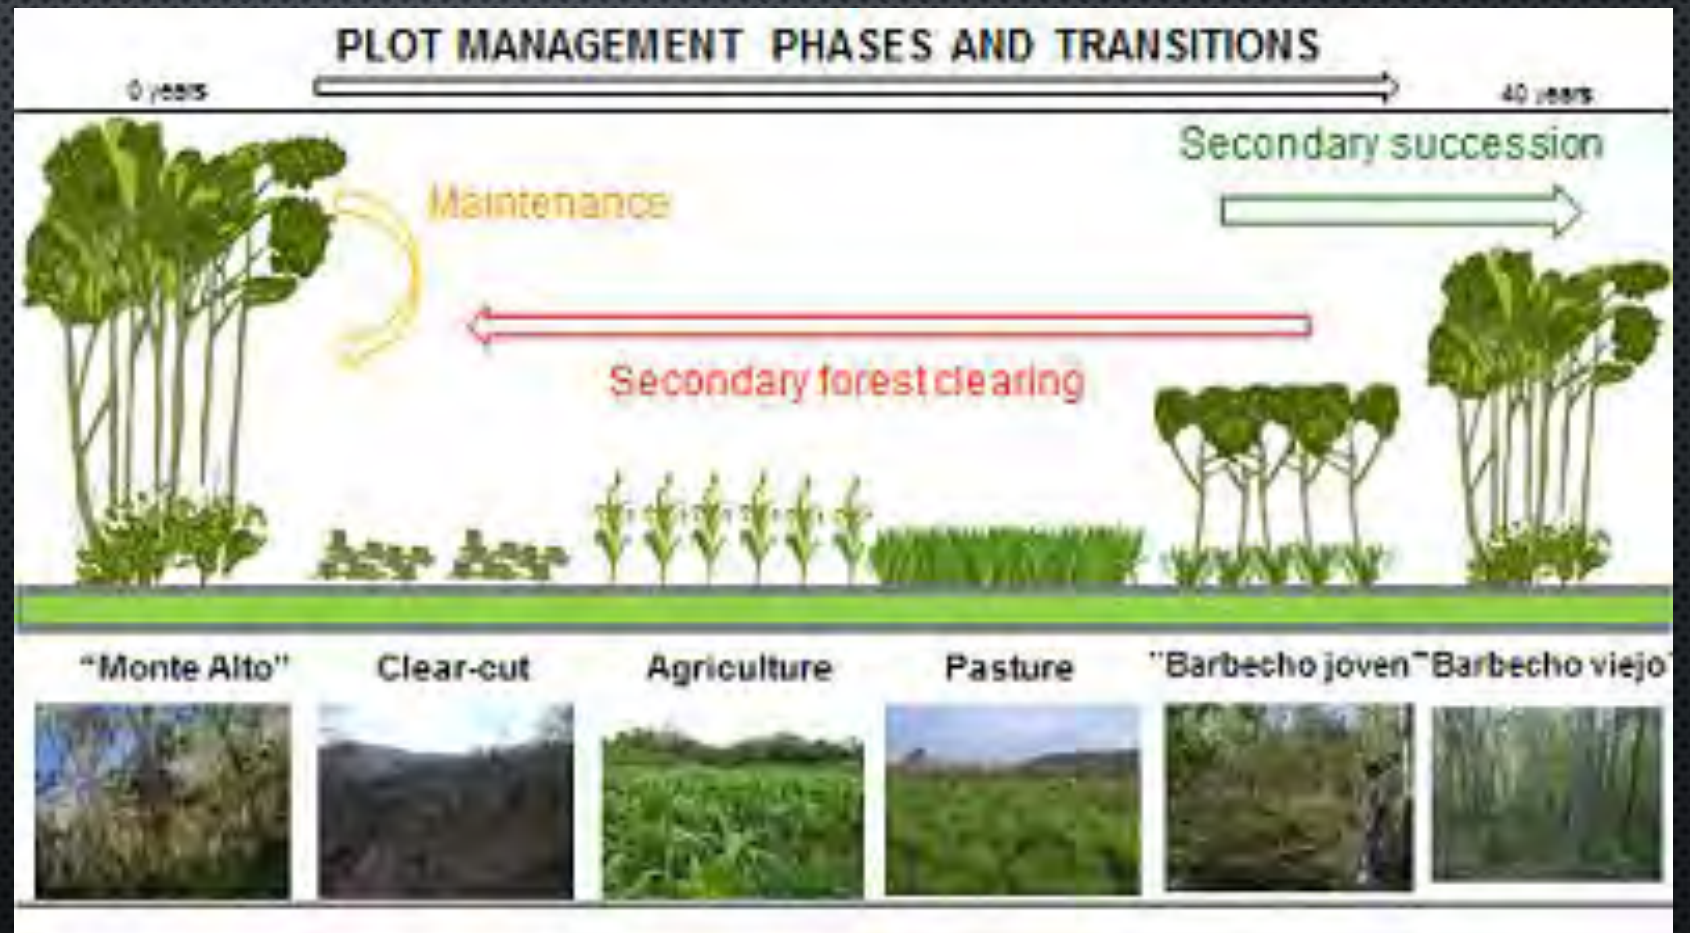 PLOT MANAGEMENT PHASES AND TRANSITIONS
0 years
40 years
Secondary succession
Maintenance
Secondary forest clearing
"Monte Alto"
Clear-cut
Agriculture
Pasture
"Barbecho joven"
"Barbecho viejo"